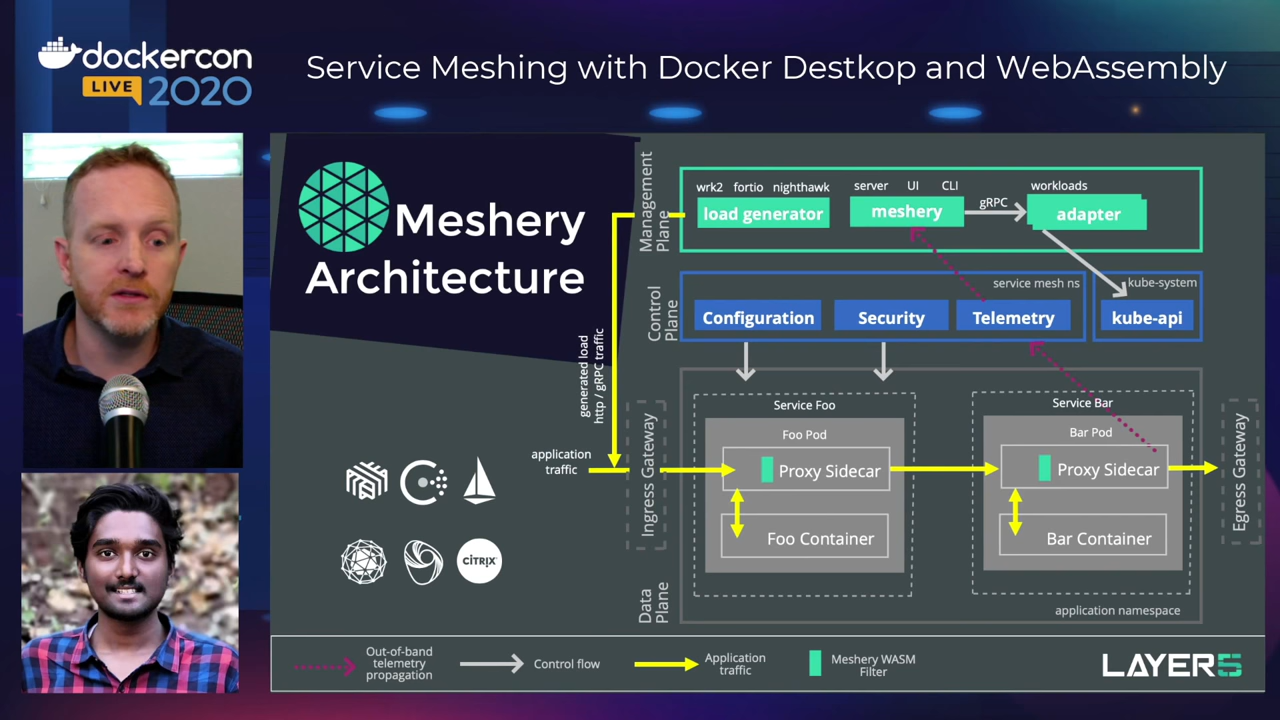 dockercon
LIVE 2020
Service Meshing with Docker Destkop and WebAssembly
Meshery
Architecture
Management
Plane
wrk2 fortio nighthawk
load generator
server UI CLI
meshery
gRPC
workloads
adapter
Control
Plane
service mesh ns
Configuration
Security
Telemetry
kube-system
kube-api
generated load
http / gRPC traffic
application
traffic
Ingress Gateway
Service Foo
Foo Pod
Proxy Sidecar
Foo Container
Service Bar
Bar Pod
Proxy Sidecar
Bar Container
Egress Gateway
Data
Plane
application namespace
CİTRIX
Out-of-band
telemetry
propagation
Control flow
Application
traffic
Meshery WASM
Filter
LAYER5